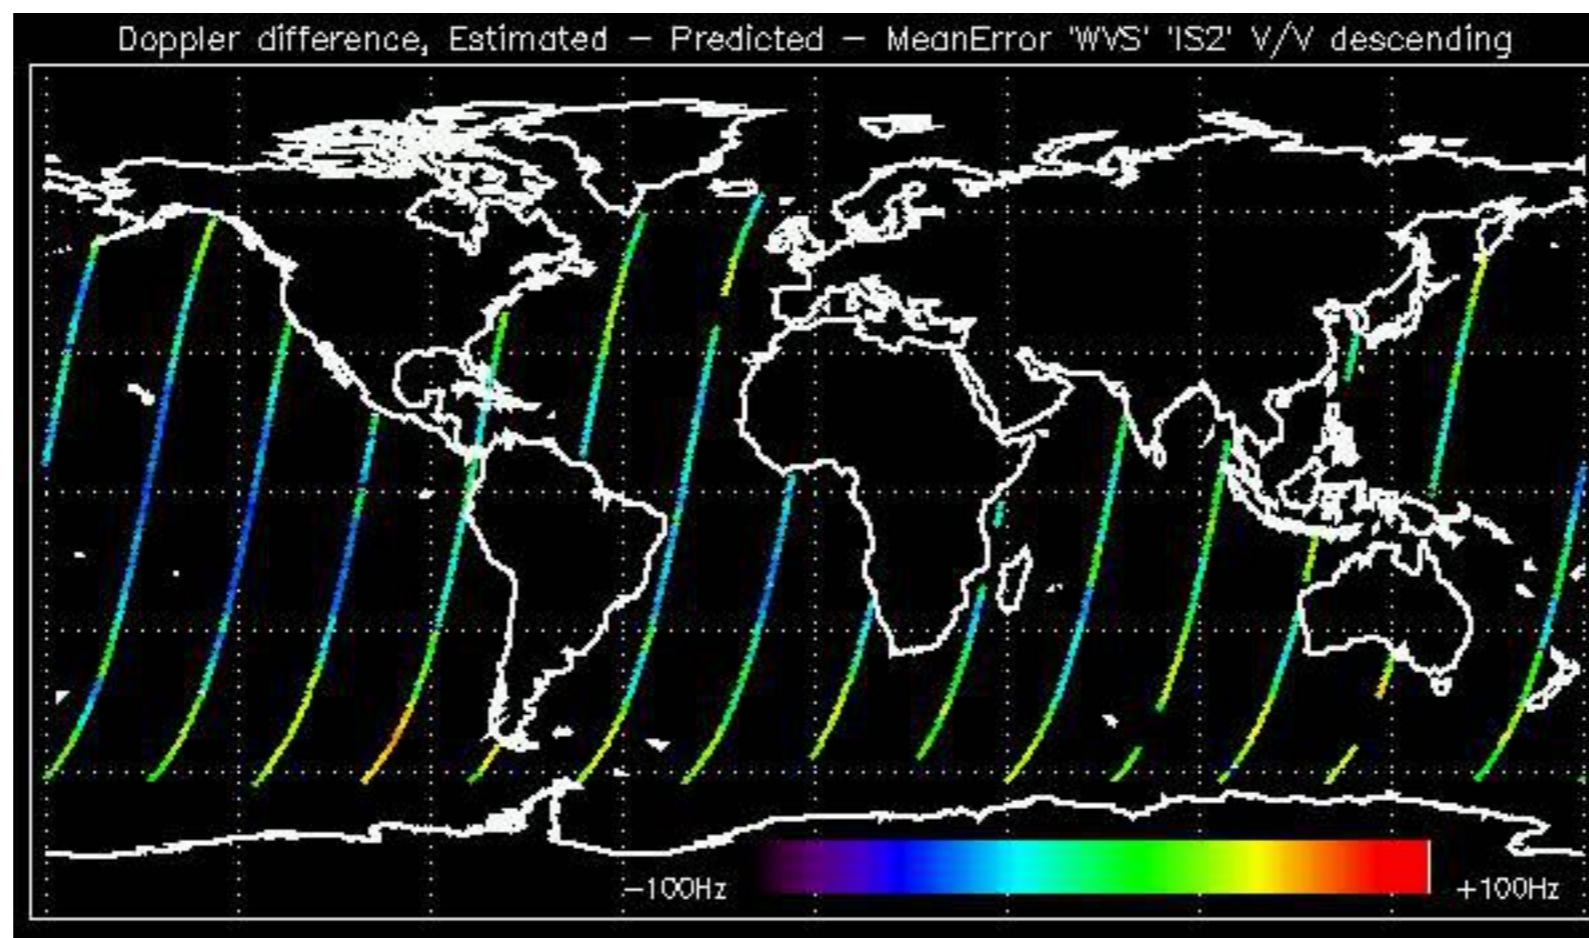 Doppler difference, Estimated – Predicted – MeanError 'WVS' 'IS2' V/V descending
–100Hz
+100Hz